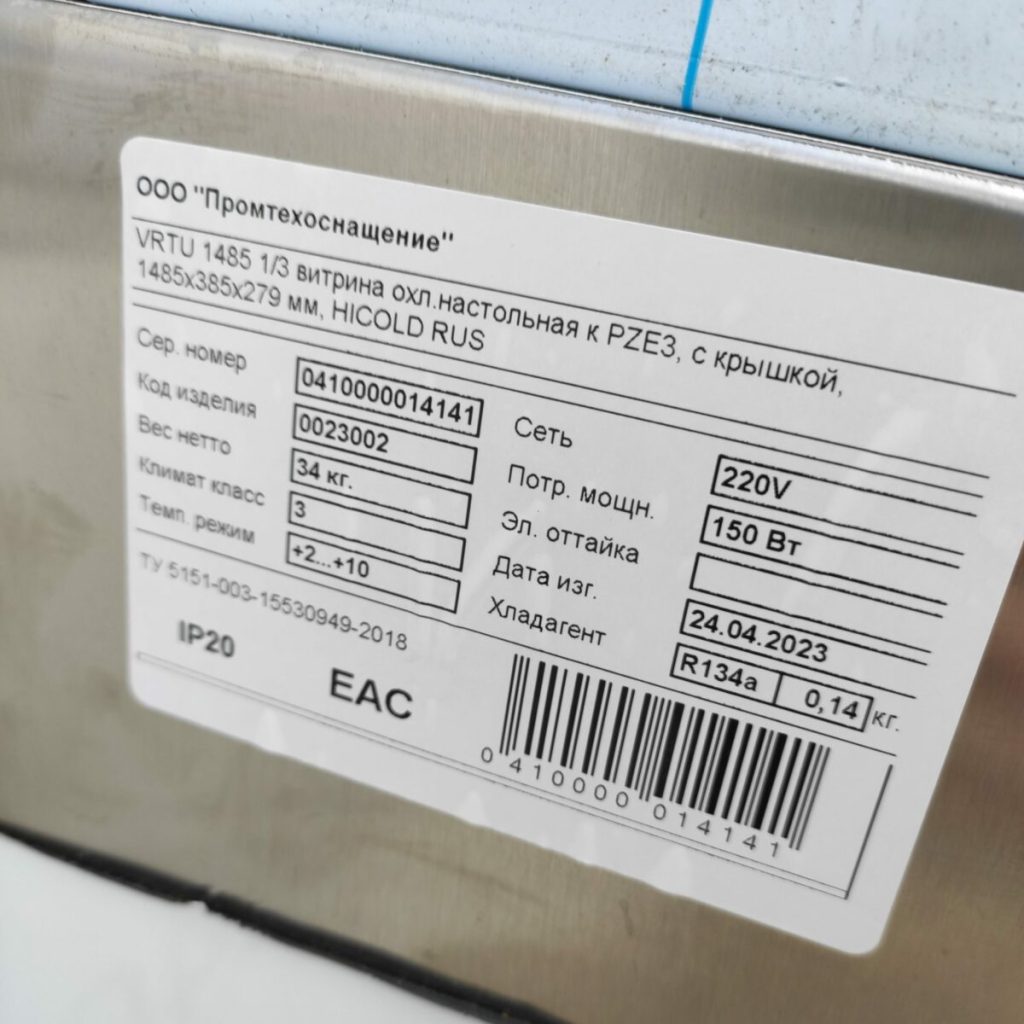 ООО "Промтехоснащение"
VRTU 1485 1/3 витрина охл.настольная к PZE3, с крышкой,
1485х385х279 мм, HICOLD RUS
Сер. номер 0410000014141 Сеть 220V
Код изделия 0023002 Потр. мощн. 150 Вт
Вес нетто 34 кг. Эл. оттайка
Климат класс 3 Дата изг. 24.04.2023
Темп. режим +2...+10 Хладагент R134a 0,14 кг.
ТУ 5151-003-15530949-2018
IP20 EAC
0 410000 014141